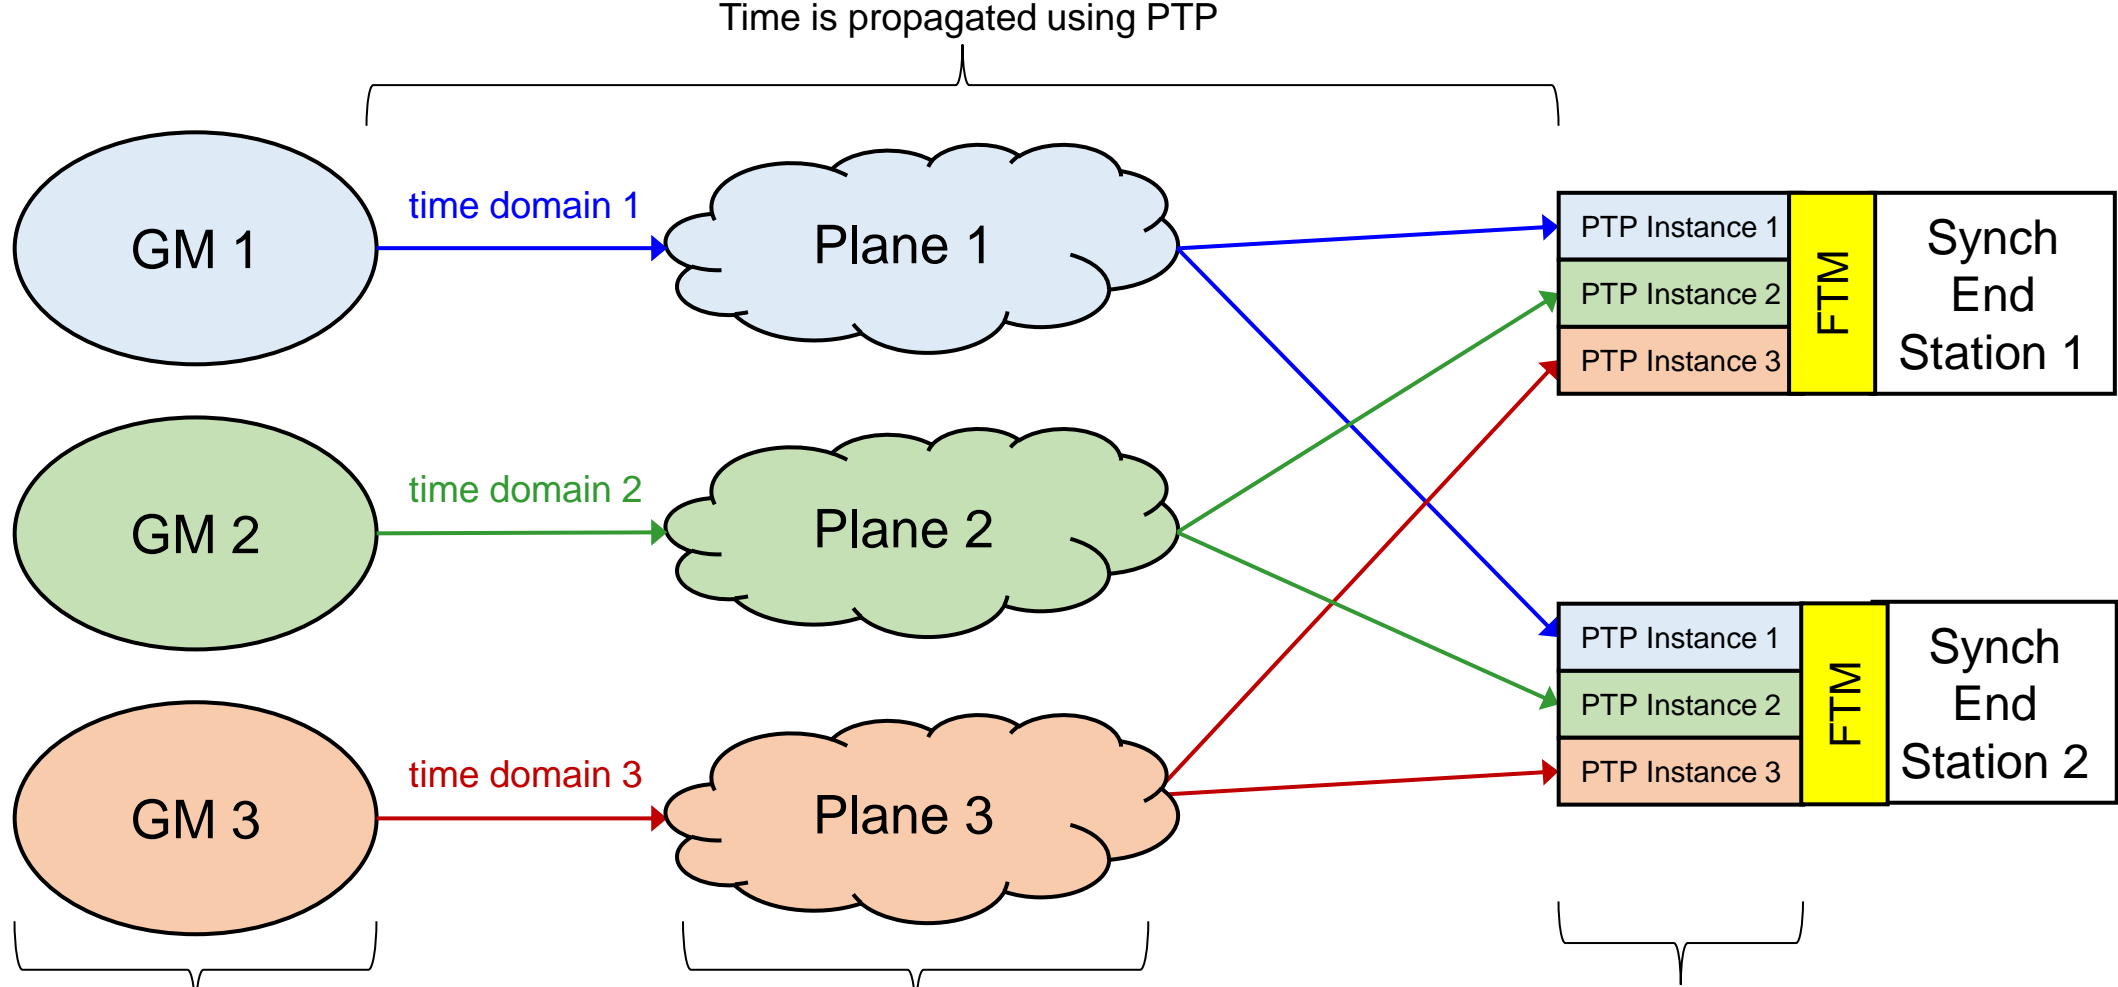 Time is propagated using PTP
GM 1
time domain 1
Plane 1
PTP Instance 1
PTP Instance 2
PTP Instance 3
FTM
Synch
End
Station 1
GM 2
time domain 2
Plane 2
GM 3
time domain 3
Plane 3
PTP Instance 1
PTP Instance 2
PTP Instance 3
FTM
Synch
End
Station 2